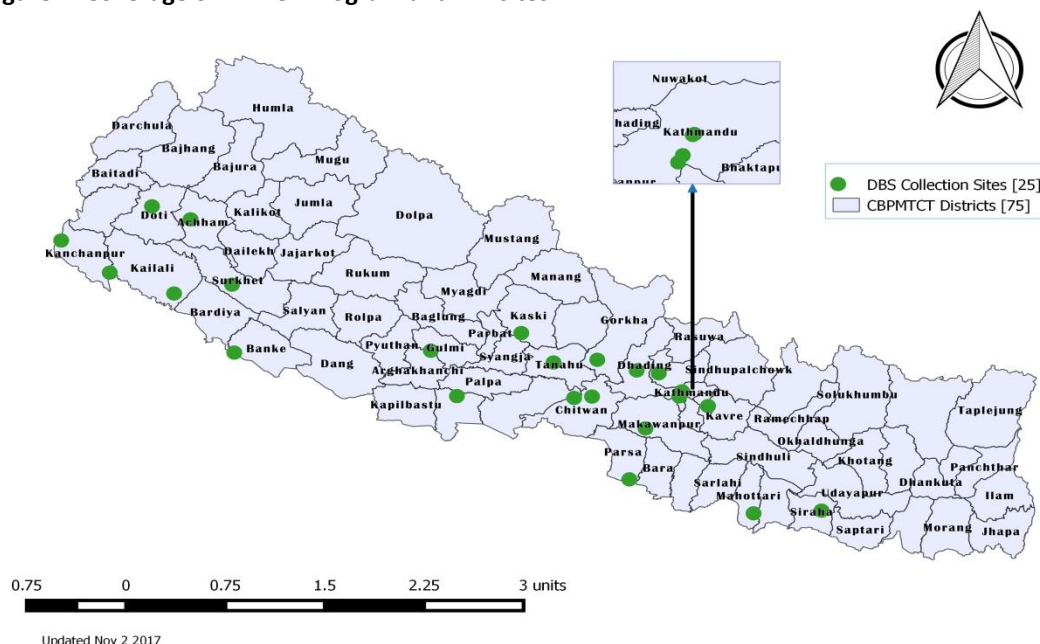 Nuwakot
hading
Kathmandu
Bhaktapu
anpur
DBS Collection Sites [25]
CBPMTCT Districts [75]
Humla
Darchula
Bajhang
Mugu
Bajura
Baitadi
Jumla
Dolpa
Kalikot
Doti
Achham
Mustang
Dailekh
Jajarkot
Kanchanpur
Kailali
Rukum
Manang
Surkhet
Myagdi
Salyan
Rolpa
Baglung
Kaski
Gorkha
Bardiya
Parbat
Rasuwa
Pyuthan
Gulmi
Syangja
Banke
Dang
Arghakhanchi
Tanahu
Dhading
Sindhupalchowk
Palpa
Kapilbastu
Chitwan
Kathmandu
Kavre
Solukhumbu
Taplejung
Makawanpur
Ramechhap
Okhaldhunga
Parsa
Bara
Sindhuli
Khotang
Panchthar
Sarlahi
Mahottari
Siraha
Udayapur
Dhankuta
Ilam
Saptari
Morang
Jhapa
0.75 0 0.75 1.5 2.25 3 units
Updated Nov 2 2017